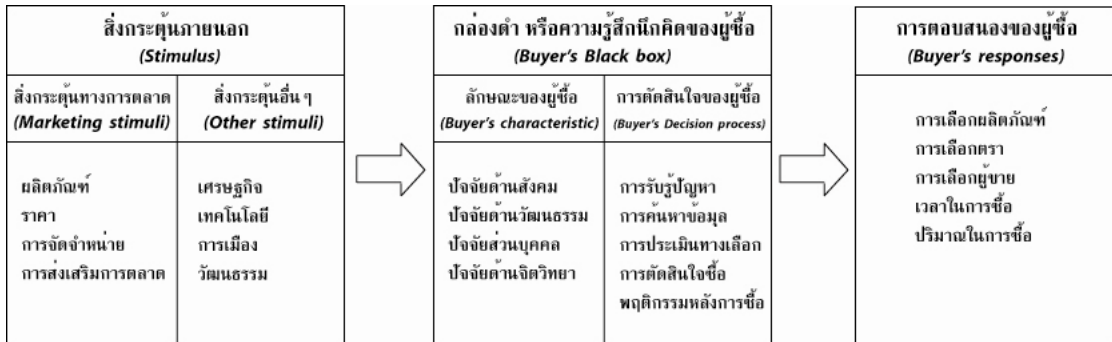 สิ่งกระตุ้นภายนอก
(Stimulus)
สิ่งกระตุ้นทางการตลาด
(Marketing stimuli)
ผลิตภัณฑ์
ราคา
การจัดจำหน่าย
การส่งเสริมการตลาด
สิ่งกระตุ้นอื่น ๆ
(Other stimuli)
เศรษฐกิจ
เทคโนโลยี
การเมือง
วัฒนธรรม
กล่องดำ หรือความรู้สึกนึกคิดของผู้ซื้อ
(Buyer's Black box)
ลักษณะของผู้ซื้อ
(Buyer's characteristic)
ปัจจัยด้านสังคม
ปัจจัยด้านวัฒนธรรม
ปัจจัยส่วนบุคคล
ปัจจัยด้านจิตวิทยา
การตัดสินใจของผู้ซื้อ
(Buyer's Decision process)
การรับรู้ปัญหา
การค้นหาข้อมูล
การประเมินทางเลือก
การตัดสินใจซื้อ
พฤติกรรมหลังการซื้อ
การตอบสนองของผู้ซื้อ
(Buyer's responses)
การเลือกผลิตภัณฑ์
การเลือกตรา
การเลือกผู้ขาย
เวลาในการซื้อ
ปริมาณในการซื้อ